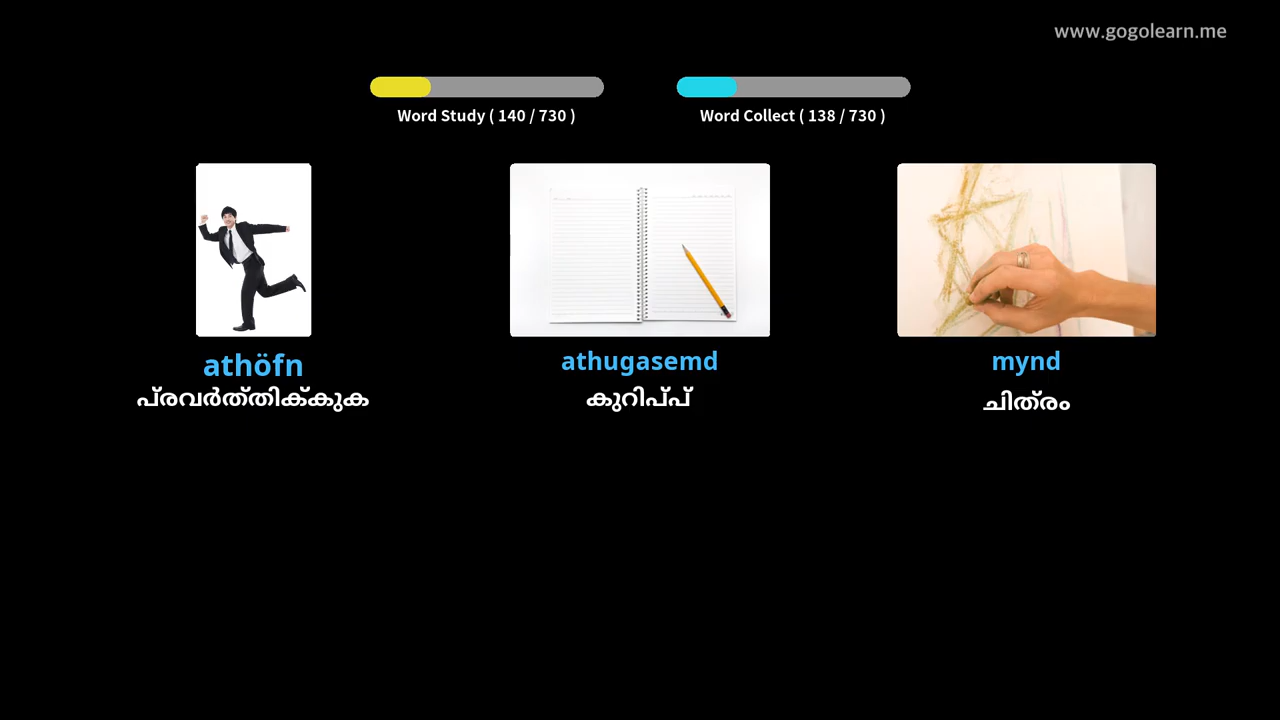 www.gogolearn.me
Word Study ( 140 / 730 )
Word Collect ( 138 / 730 )
athöfn
പ്രവർത്തിക്കുക
athugasemd
കുറിപ്പ്
mynd
ചിത്രം